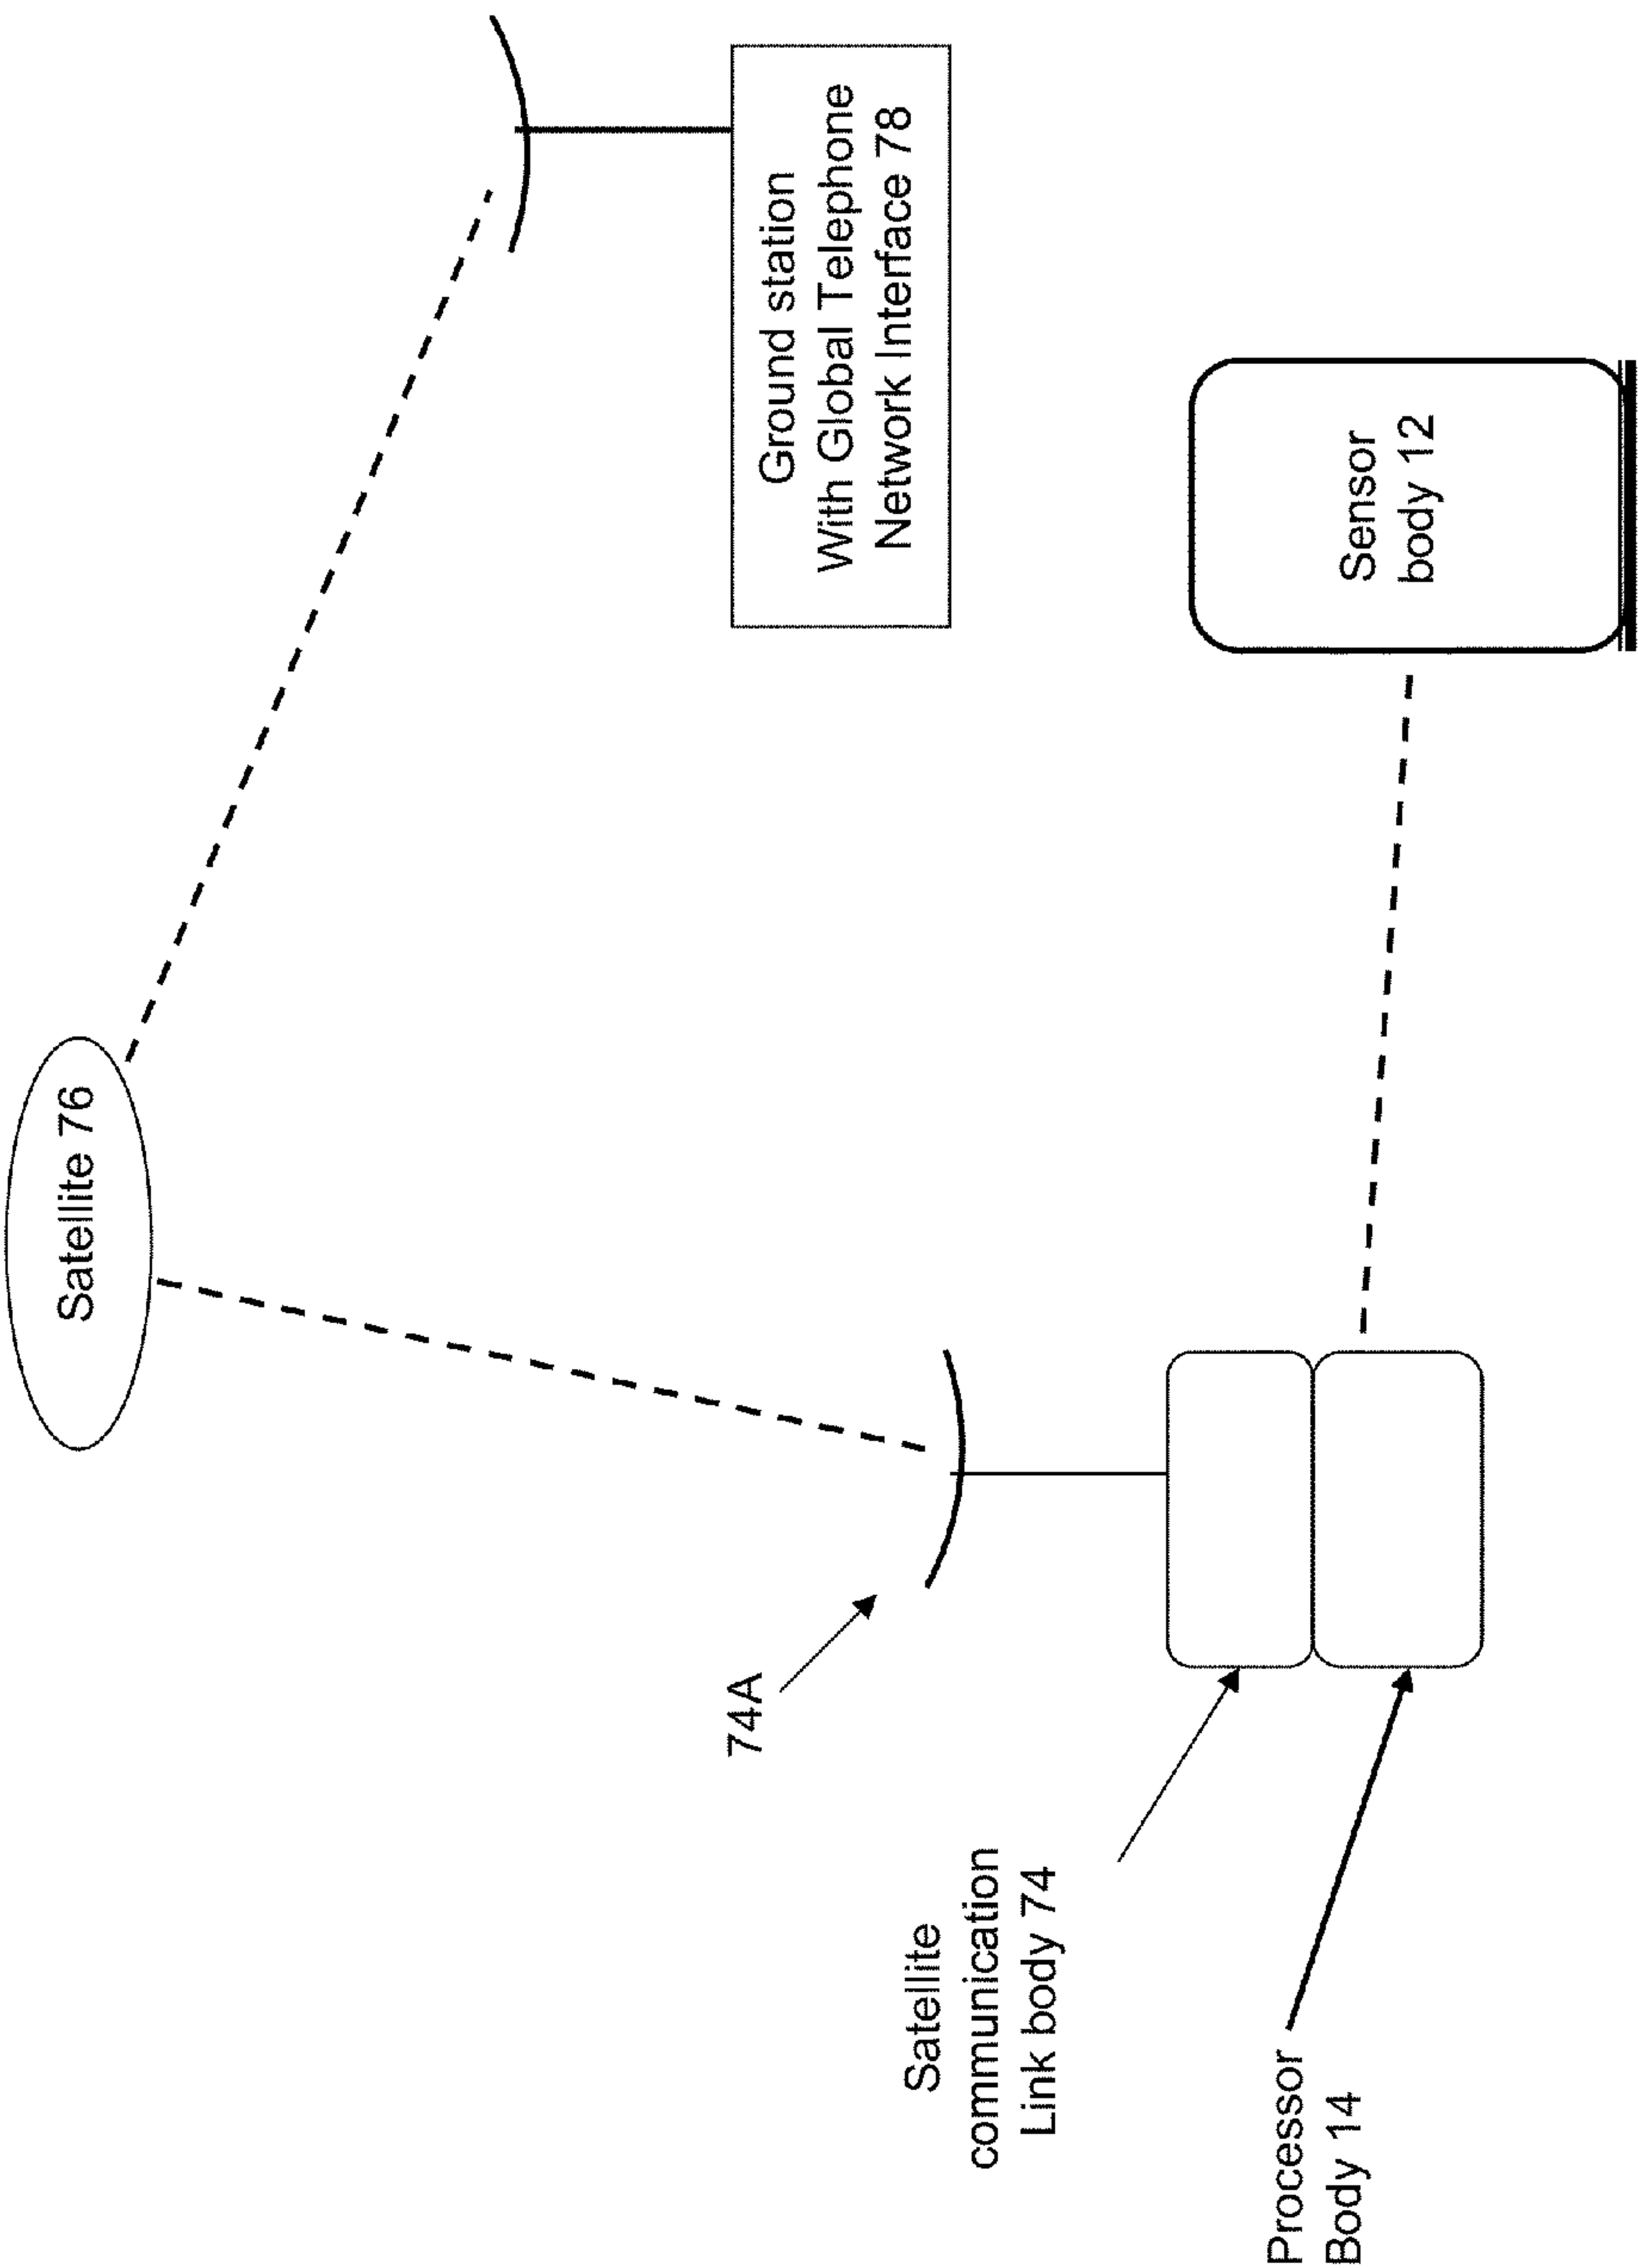 Satellite 76
Ground station
With Global Telephone
Network Interface 78
74A
Satellite
communication
Link body 74
Processor
Body 14
Sensor
body 12